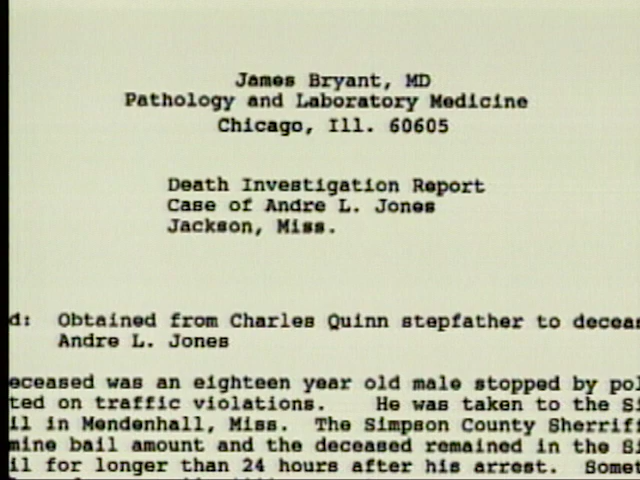 James Bryant, MD
Pathology and Laboratory Medicine
Chicago, Ill. 60605
Death Investigation Report
Case of Andre L. Jones
Jackson, Miss.
d: Obtained from Charles Quinn stepfather to deceas
Andre L. Jones
eceased was an eighteen year old male stopped by pol
ted on traffic violations. He was taken to the Si
il in Mendenhall, Miss. The Simpson County Sherriff
mine bail amount and the deceased remained in the Si
il for longer than 24 hours after his arrest. Somet